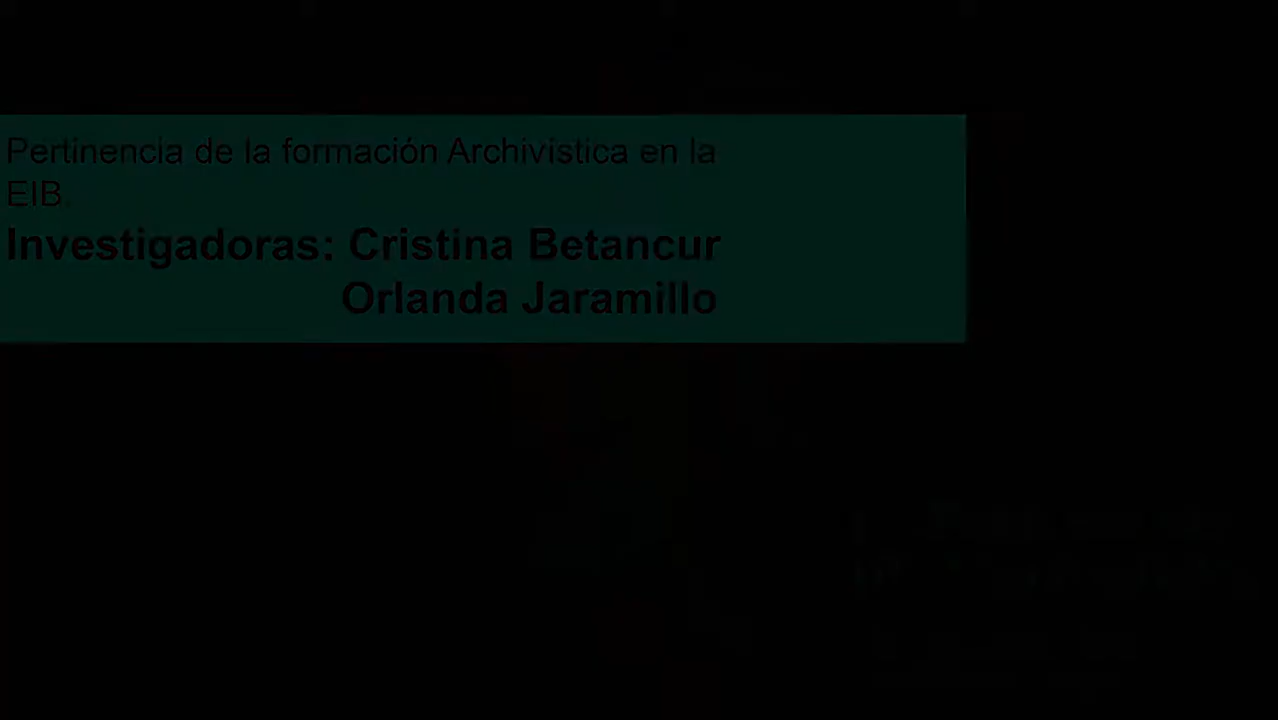 Pertinencia de la formación Archivística en la
EIB.
Investigadoras: Cristina Betancur
Orlanda Jaramillo